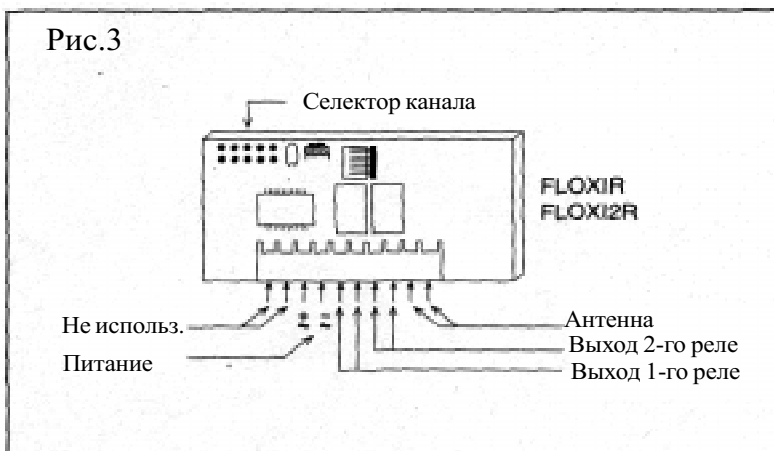 Рис.3
Селектор канала
FLOXIR
FLOXI2R
Не использ.
Питание
Антенна
Выход 2-го реле
Выход 1-го реле